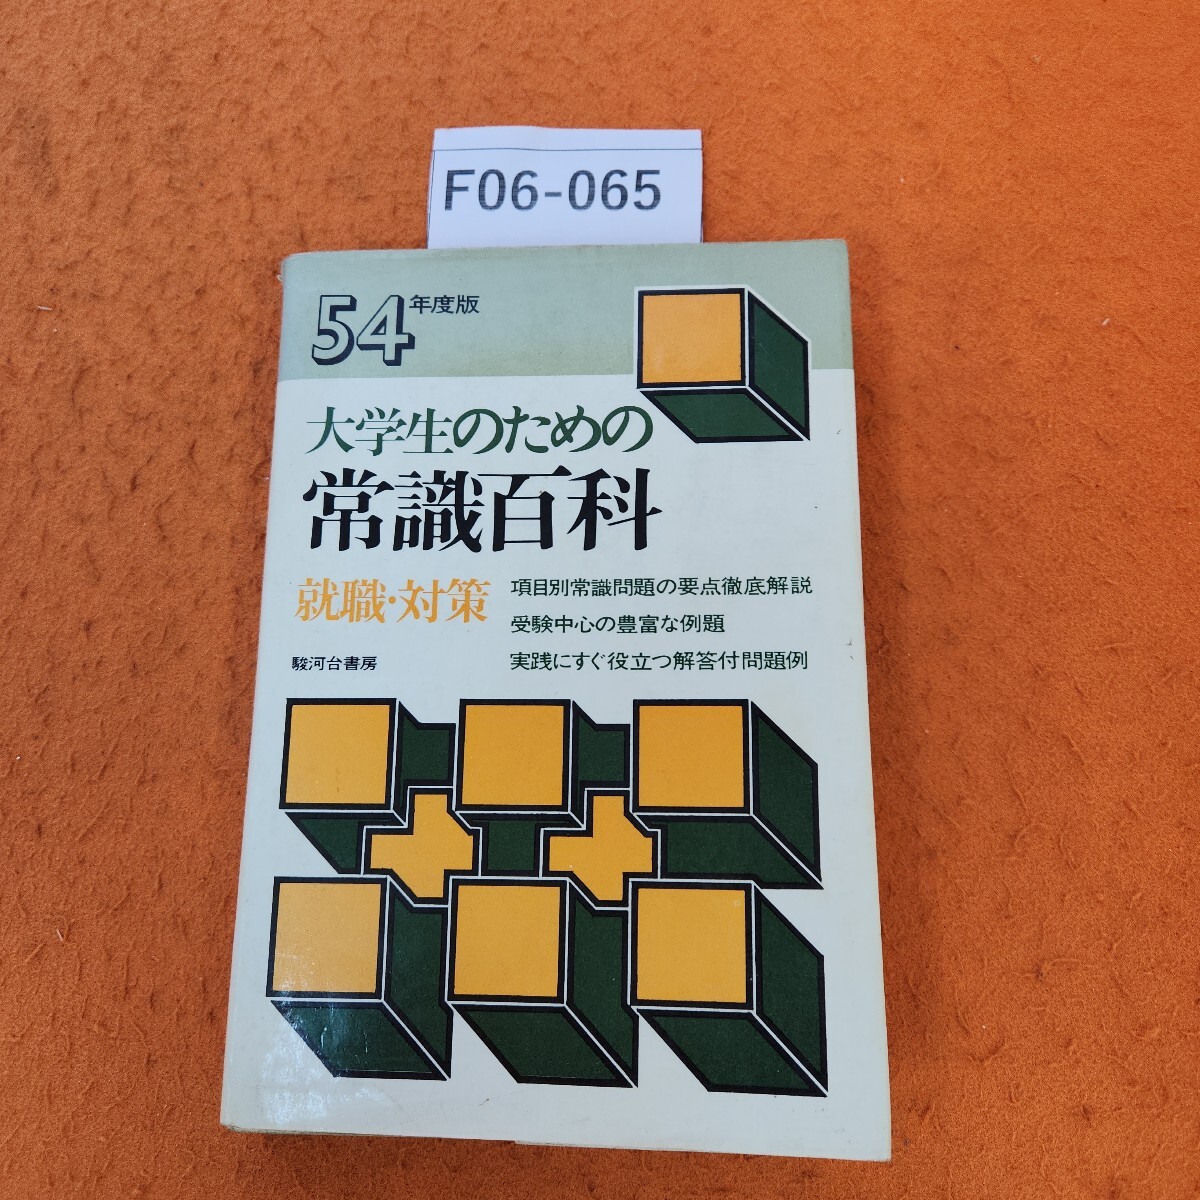 F06-065
54年度版
大学生のための
常識百科
就職・対策
項目別常識問題の要点徹底解説
受験中心の豊富な例題
実践にすぐ役立つ解答付問題例
駿河台書房